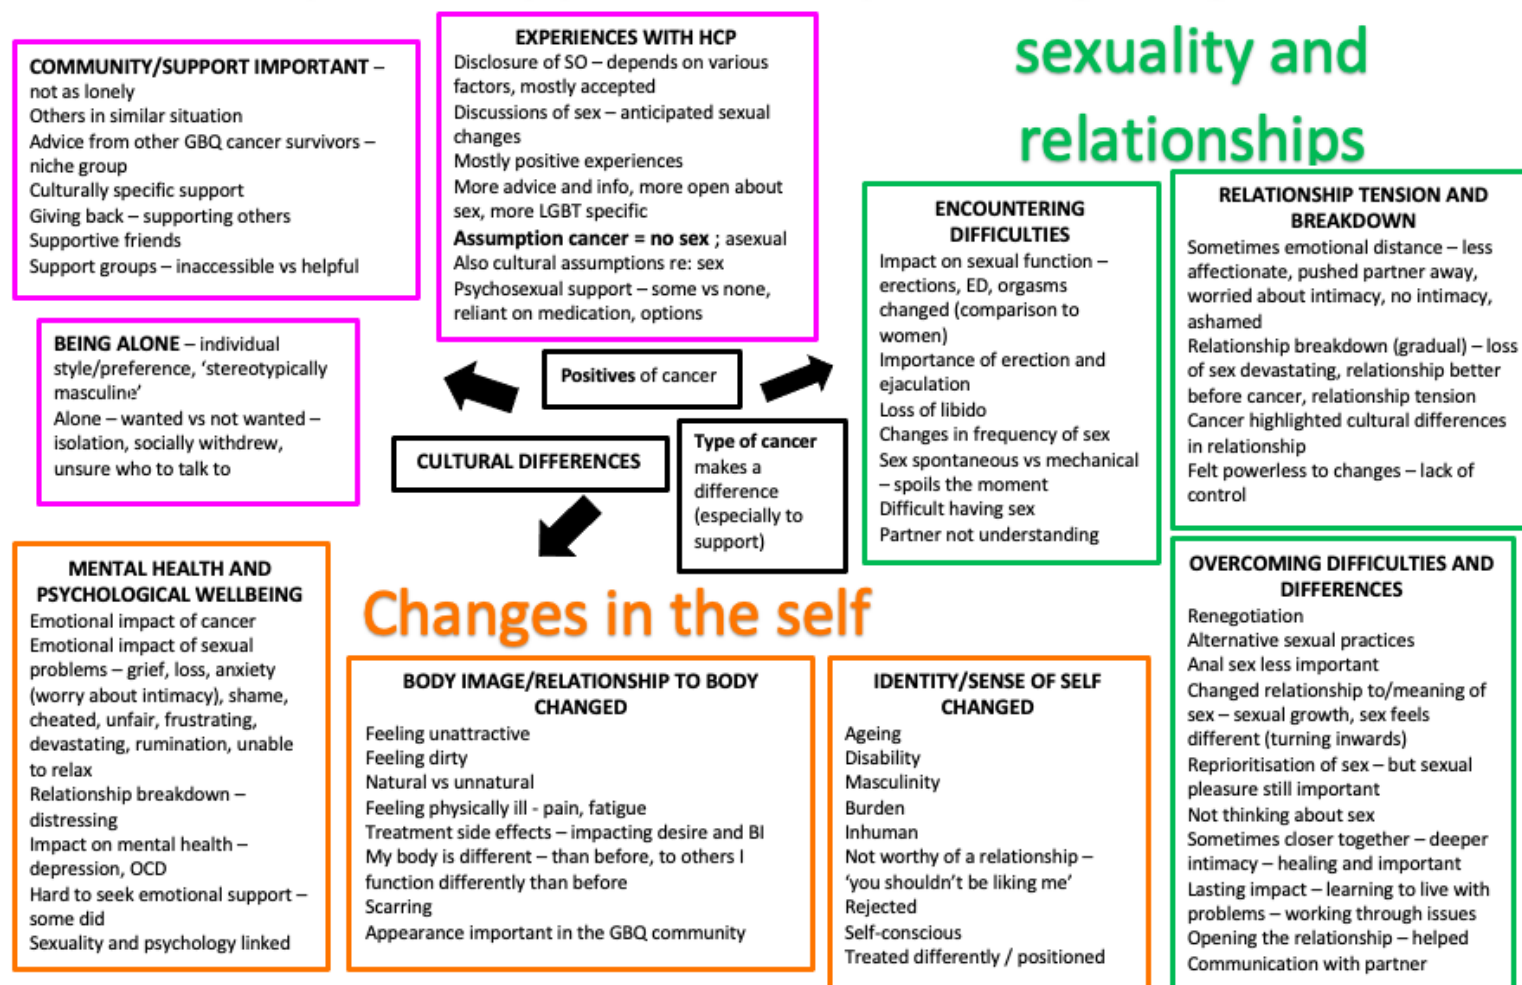 sexuality and
relationships
COMMUNITY/SUPPORT IMPORTANT –
not as lonely
Others in similar situation
Advice from other GBQ cancer survivors –
niche group
Culturally specific support
Giving back – supporting others
Supportive friends
Support groups – inaccessible vs helpful
EXPERIENCES WITH HCP
Disclosure of SO – depends on various
factors, mostly accepted
Discussions of sex – anticipated sexual
changes
Mostly positive experiences
More advice and info, more open about
sex, more LGBT specific
Assumption cancer = no sex ; asexual
Also cultural assumptions re: sex
Psychosexual support – some vs none,
reliant on medication, options
BEING ALONE – individual
style/preference, ‘stereotypically
masculine’
Alone – wanted vs not wanted –
isolation, socially withdrew,
unsure who to talk to
Positives of cancer
CULTURAL DIFFERENCES
Type of cancer
makes a
difference
(especially to
support)
ENCOUNTERING
DIFFICULTIES
Impact on sexual function –
erections, ED, orgasms
changed (comparison to
women)
Importance of erection and
ejaculation
Loss of libido
Changes in frequency of sex
Sex spontaneous vs mechanical
– spoils the moment
Difficult having sex
Partner not understanding
RELATIONSHIP TENSION AND
BREAKDOWN
Sometimes emotional distance – less
affectionate, pushed partner away,
worried about intimacy, no intimacy,
ashamed
Relationship breakdown (gradual) – loss
of sex devastating, relationship better
before cancer, relationship tension
Cancer highlighted cultural differences
in relationship
Felt powerless to changes – lack of
control
OVERCOMING DIFFICULTIES AND
DIFFERENCES
Renegotiation
Alternative sexual practices
Anal sex less important
Changed relationship to/meaning of
sex – sexual growth, sex feels
different (turning inwards)
Reprioritisation of sex – but sexual
pleasure still important
Not thinking about sex
Sometimes closer together – deeper
intimacy – healing and important
Lasting impact – learning to live with
problems – working through issues
Opening the relationship – helped
Communication with partner
Changes in the self
MENTAL HEALTH AND
PSYCHOLOGICAL WELLBEING
Emotional impact of cancer
Emotional impact of sexual
problems – grief, loss, anxiety
(worry about intimacy), shame,
cheated, unfair, frustrating,
devastating, rumination, unable
to relax
Relationship breakdown –
distressing
Impact on mental health –
depression, OCD
Hard to seek emotional support –
some did
Sexuality and psychology linked
BODY IMAGE/RELATIONSHIP TO BODY
CHANGED
Feeling unattractive
Feeling dirty
Natural vs unnatural
Feeling physically ill - pain, fatigue
Treatment side effects – impacting desire and BI
My body is different – than before, to others I
function differently than before
Scarring
Appearance important in the GBQ community
IDENTITY/SENSE OF SELF
CHANGED
Ageing
Disability
Masculinity
Burden
Inhuman
Not worthy of a relationship –
‘you shouldn’t be liking me’
Rejected
Self-conscious
Treated differently / positioned